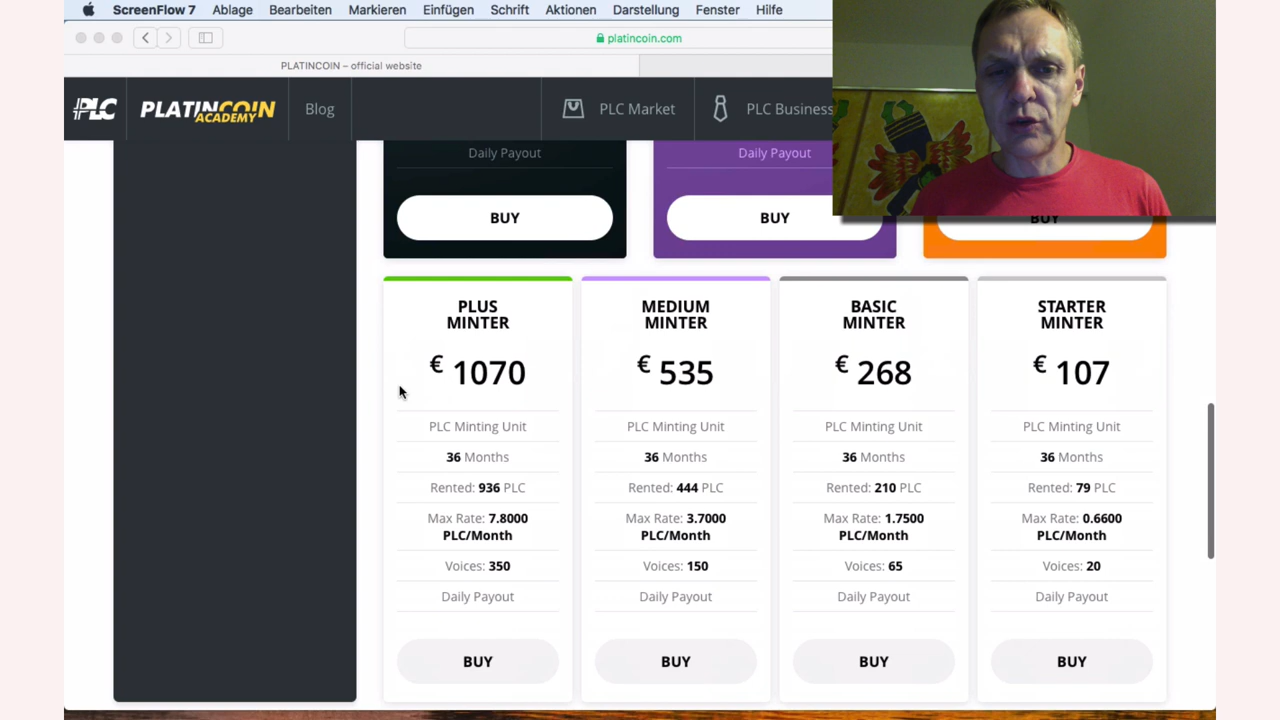 ScreenFlow 7 Ablage Bearbeiten Markieren Einfügen Schrift Aktionen Darstellung Fenster Hilfe
platincoin.com
PLATINCOIN – official website
PLC PLATINCOIN ACADEMY Blog PLC Market PLC Business
Daily Payout Daily Payout
BUY BUY BUY
PLUS MINTER MEDIUM MINTER BASIC MINTER STARTER MINTER
€ 1070 € 535 € 268 € 107
PLC Minting Unit PLC Minting Unit PLC Minting Unit PLC Minting Unit
36 Months 36 Months 36 Months 36 Months
Rented: 936 PLC Rented: 444 PLC Rented: 210 PLC Rented: 79 PLC
Max Rate: 7.8000 Max Rate: 3.7000 Max Rate: 1.7500 Max Rate: 0.6600
PLC/Month PLC/Month PLC/Month PLC/Month
Voices: 350 Voices: 150 Voices: 65 Voices: 20
Daily Payout Daily Payout Daily Payout Daily Payout
BUY BUY BUY BUY